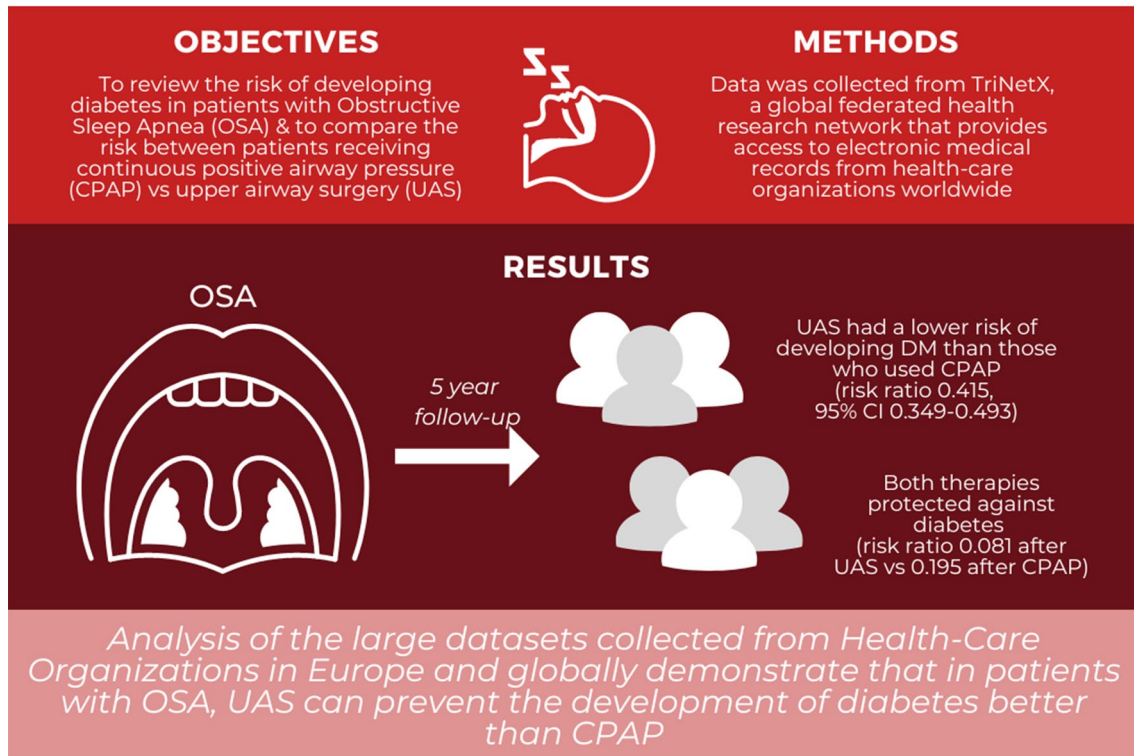 OBJECTIVES
To review the risk of developing
diabetes in patients with Obstructive
Sleep Apnea (OSA) & to compare the
risk between patients receiving
continuous positive airway pressure
(CPAP) vs upper airway surgery (UAS)
z
z
z
METHODS
Data was collected from TriNetX,
a global federated health
research network that provides
access to electronic medical
records from health-care
organizations worldwide
RESULTS
OSA
5 year
follow-up
UAS had a lower risk of
developing DM than those
who used CPAP
(risk ratio 0.415,
95% CI 0.349-0.493)
Both therapies
protected against
diabetes
(risk ratio 0.081 after
UAS vs 0.195 after CPAP)
Analysis of the large datasets collected from Health-Care
Organizations in Europe and globally demonstrate that in patients
with OSA, UAS can prevent the development of diabetes better
than CPAP